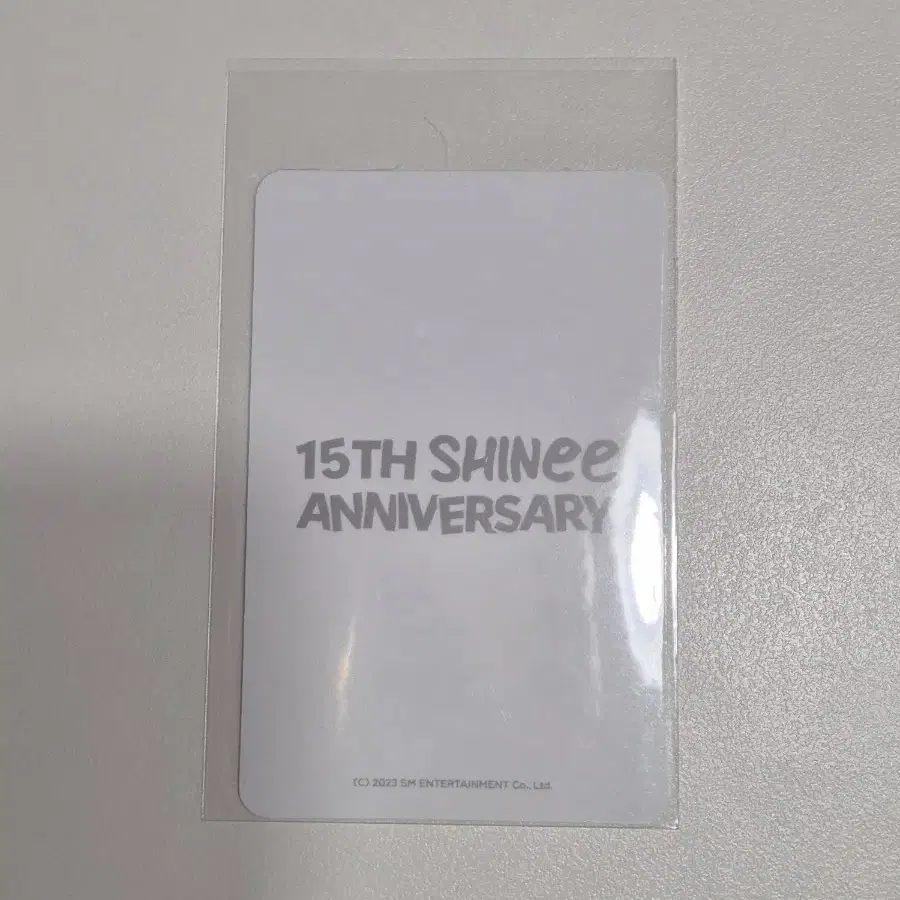 15TH SHINee
ANNIVERSARY
(C) 2023 SM ENTERTAINMENT Co., Ltd.